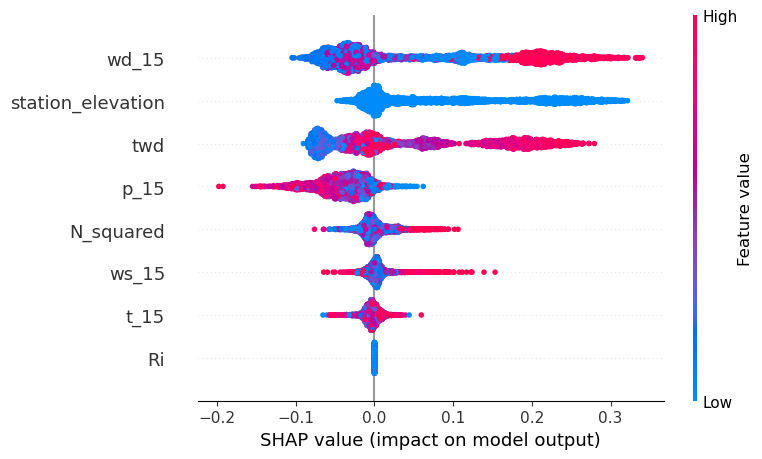 High
wd_15
station_elevation
twd
p_15
N_squared
ws_15
t_15
Ri
Feature value
Low
−0.2 −0.1 0.0 0.1 0.2 0.3
SHAP value (impact on model output)